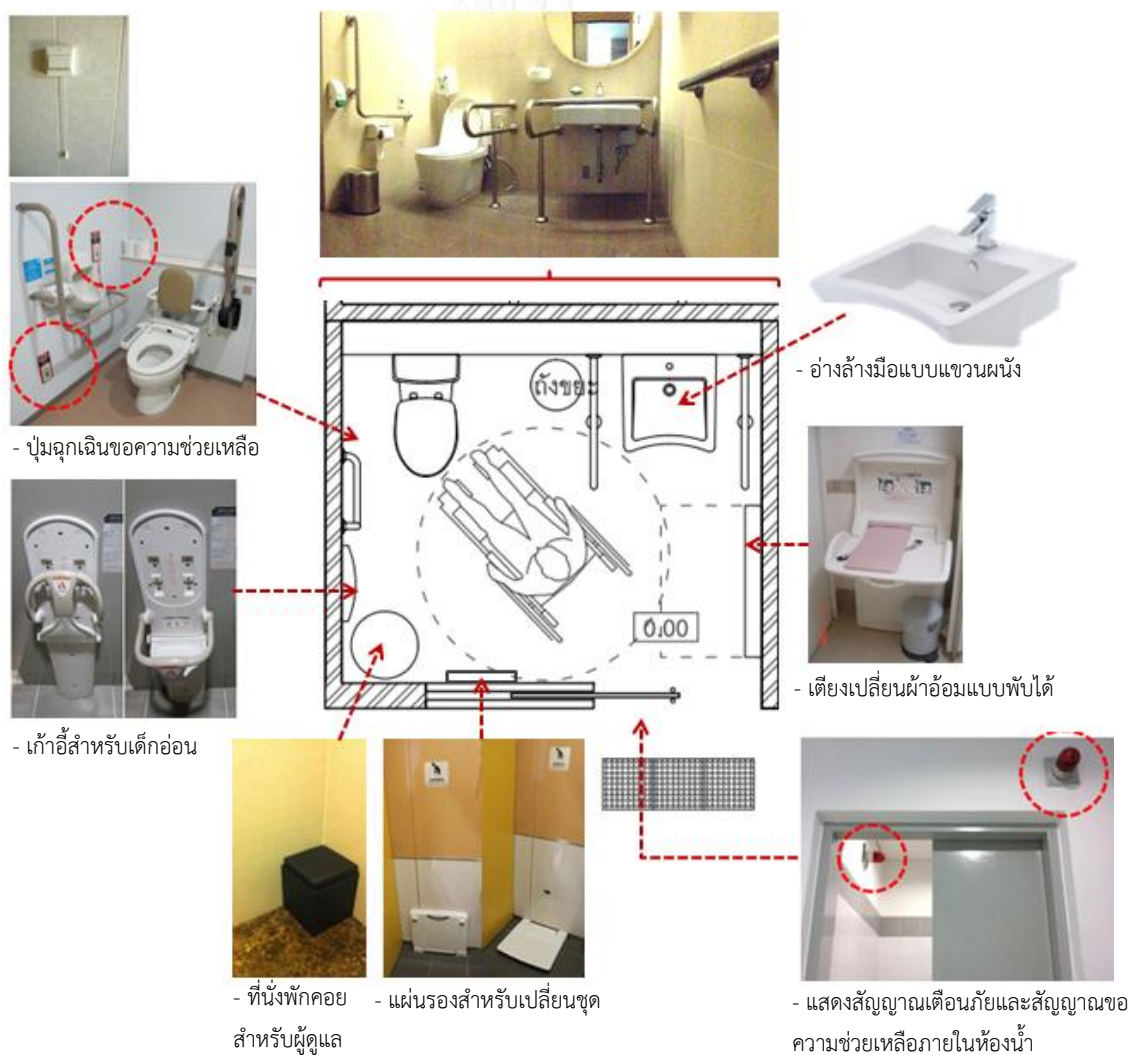 - อ่างล้างมือแบบแขวนผนัง
ถังขยะ
- ปุ่มฉุกเฉินขอความช่วยเหลือ
0.00
- เตียงเปลี่ยนผ้าอ้อมแบบพับได้
- เก้าอี้สำหรับเด็กอ่อน
- ที่นั่งพักคอย
สำหรับผู้ดูแล
- แผ่นรองสำหรับเปลี่ยนชุด
- แสดงสัญญาณเตือนภัยและสัญญาณขอ
ความช่วยเหลือภายในห้องน้ำ